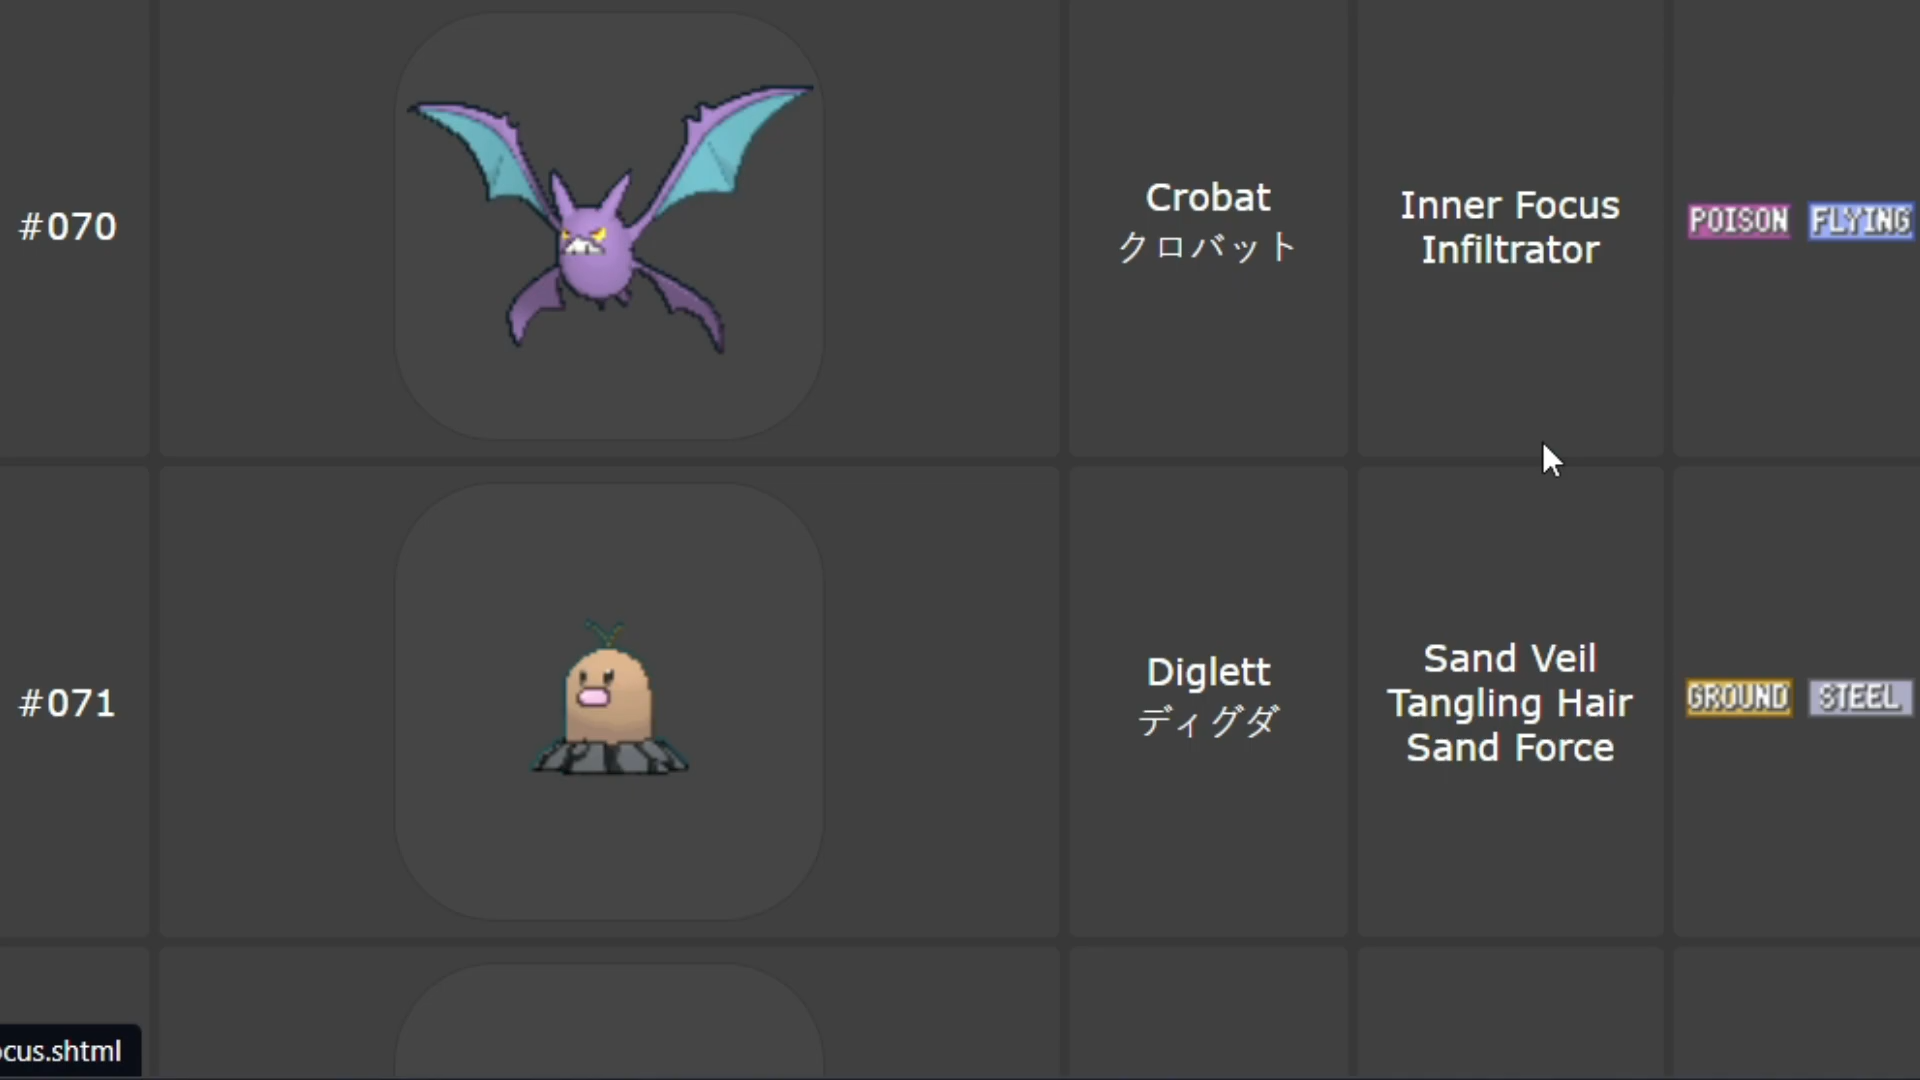 #070
Crobat
クロバット
Inner Focus
Infiltrator
POISON FLYING
#071
Diglett
ディグダ
Sand Veil
Tangling Hair
Sand Force
GROUND STEEL
ocus.shtml